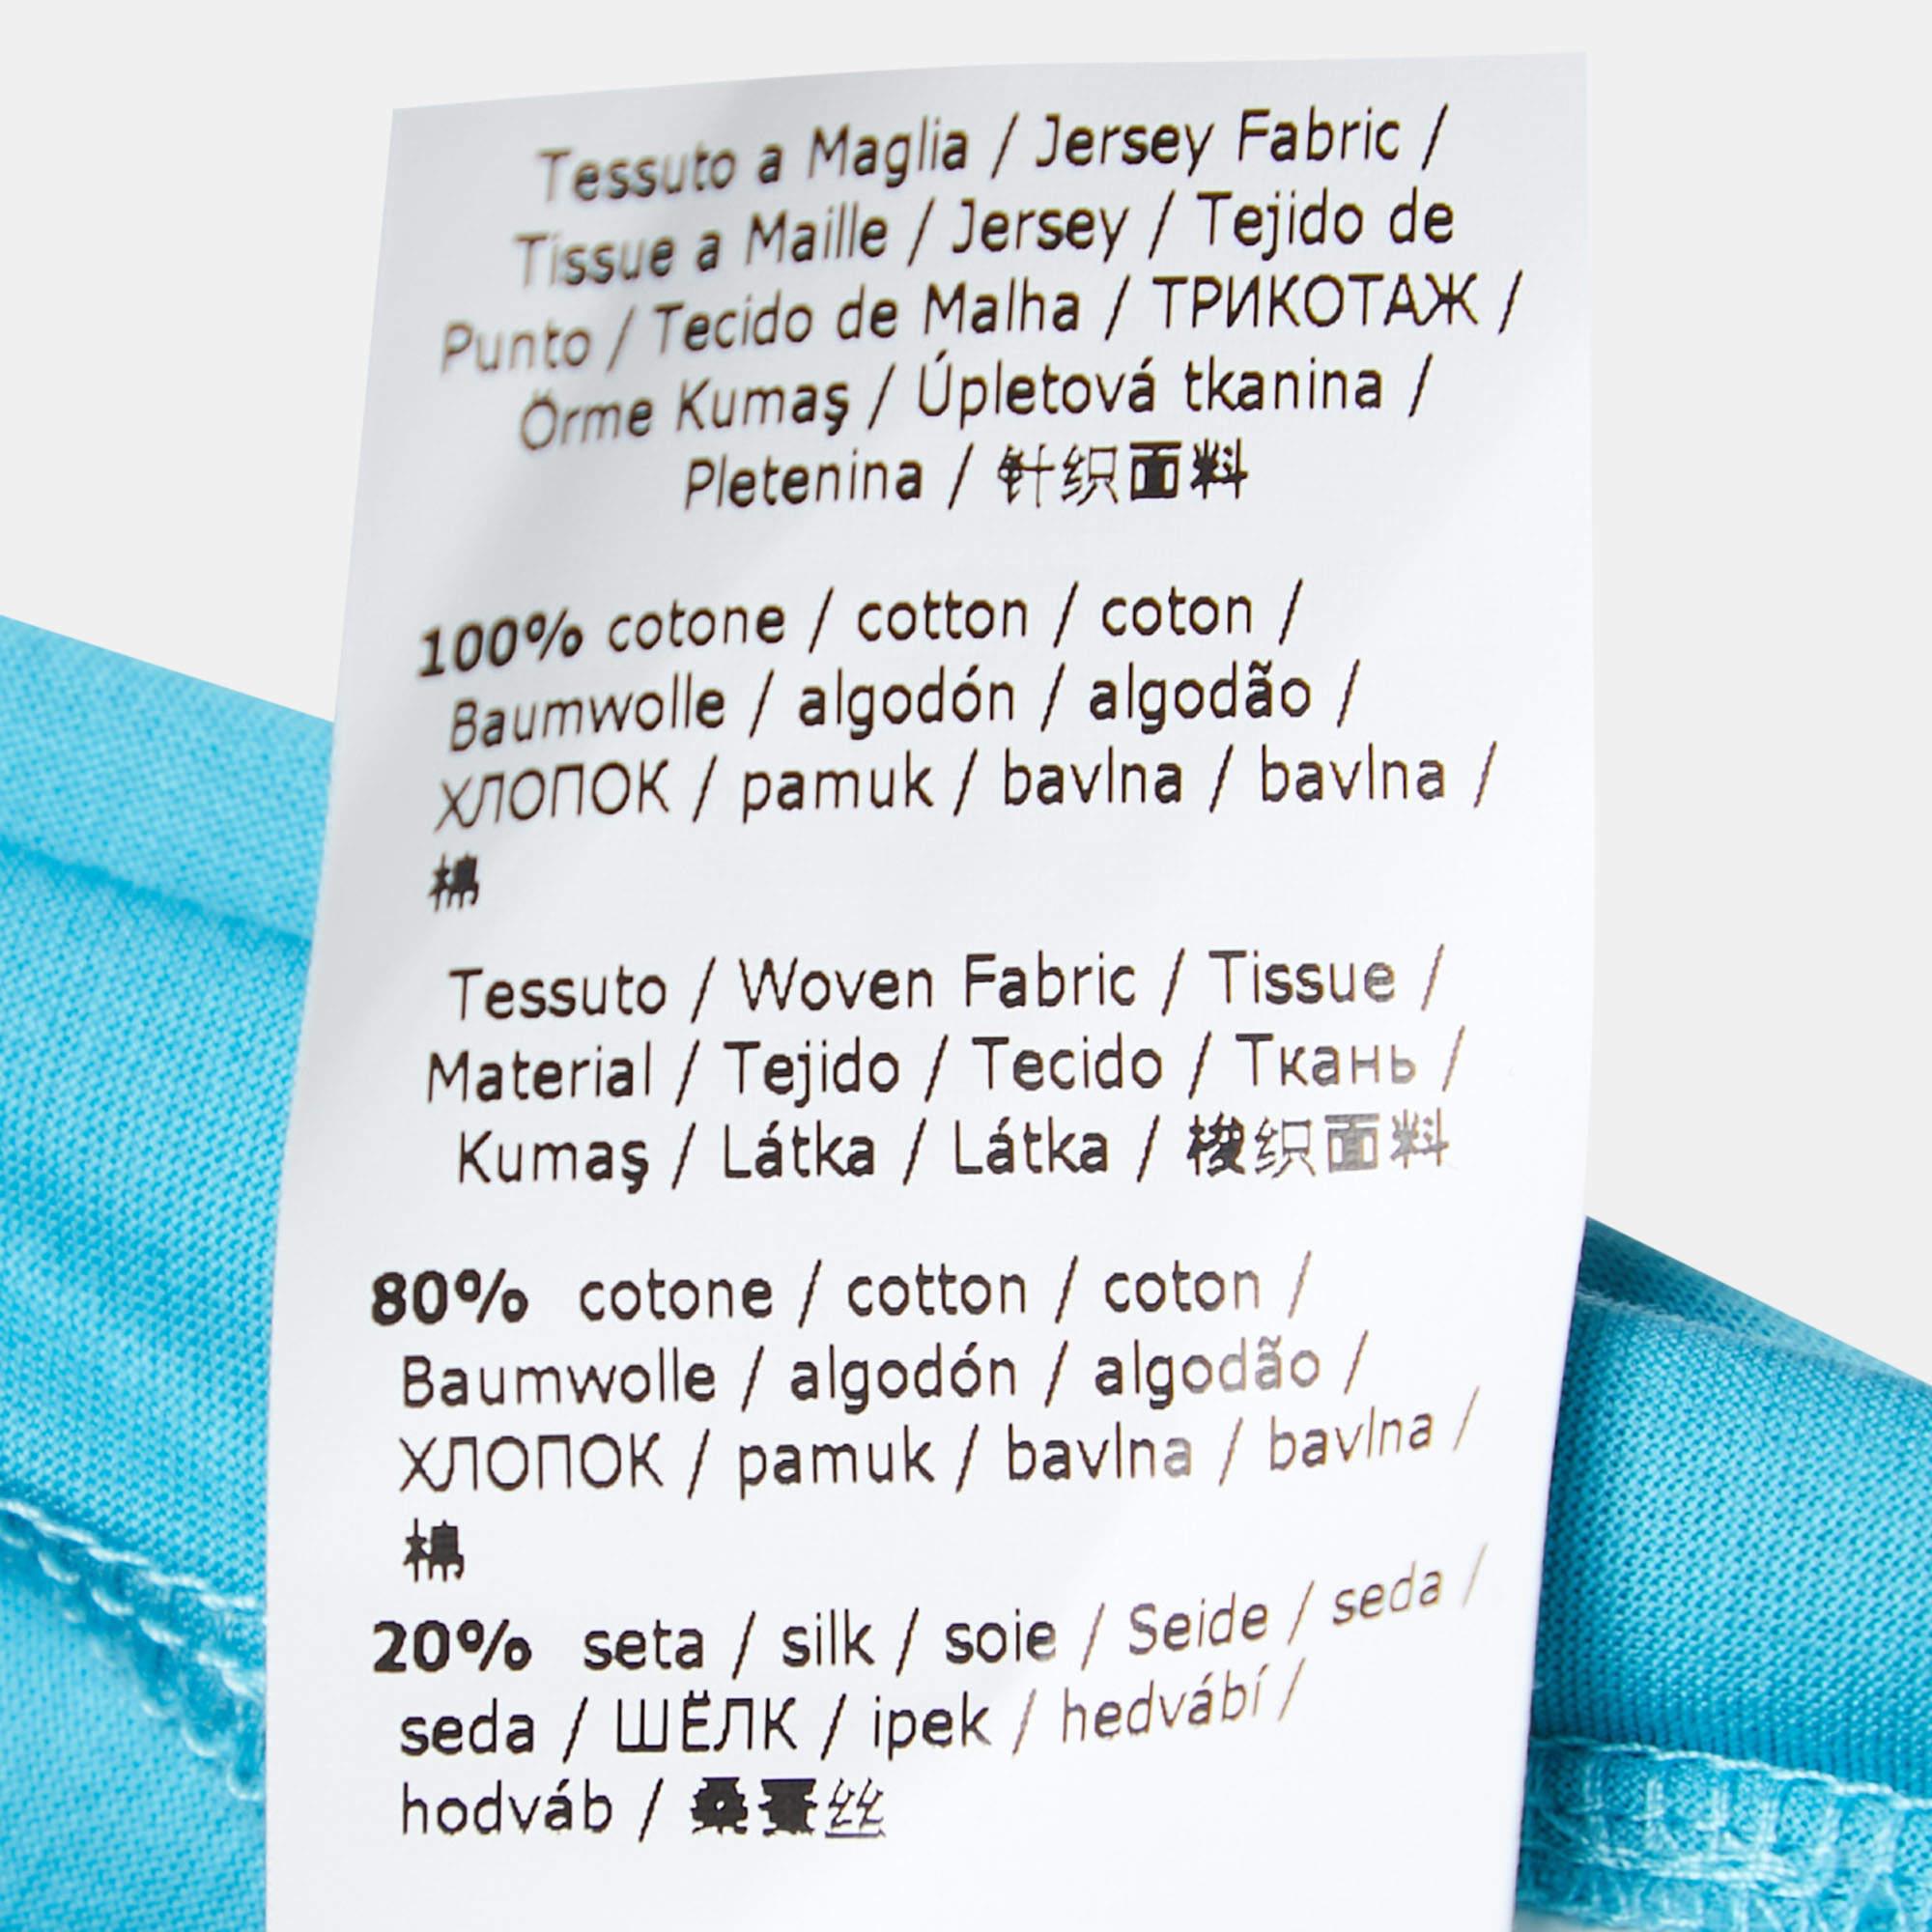 Tessuto a Maglia / Jersey Fabric /
Tissue a Maille / Jersey / Tejido de
Punto / Tecido de Malha / ТРИКОТАЖ /
Örme Kumaş / Úpletová tkanina /
Pletenina / 针织面料
100% cotone / cotton / coton /
Baumwolle / algodón / algodão /
ХЛОПОК / pamuk / bavlna / bavlna /
棉
Tessuto / Woven Fabric / Tissue /
Material / Tejido / Tecido / Ткань /
Kumaş / Látka / Látka / 梭织面料
80% cotone / cotton / coton /
Baumwolle / algodón / algodão /
ХЛОПОК / pamuk / bavlna / bavlna /
棉
20% seta / silk / soie / Seide / seda /
seda / ШЁЛК / ipek / hedvábí /
hodváb / 桑蚕丝